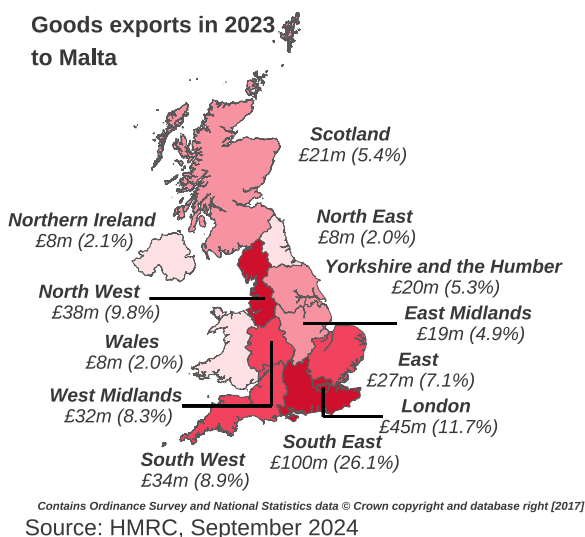 Goods exports in 2023
to Malta
Scotland
£21m (5.4%)
Northern Ireland
£8m (2.1%)
North East
£8m (2.0%)
Yorkshire and the Humber
£20m (5.3%)
North West
£38m (9.8%)
East Midlands
£19m (4.9%)
Wales
£8m (2.0%)
East
£27m (7.1%)
West Midlands
£32m (8.3%)
London
£45m (11.7%)
South East
£100m (26.1%)
South West
£34m (8.9%)
Contains Ordinance Survey and National Statistics data © Crown copyright and database right [2017]
Source: HMRC, September 2024